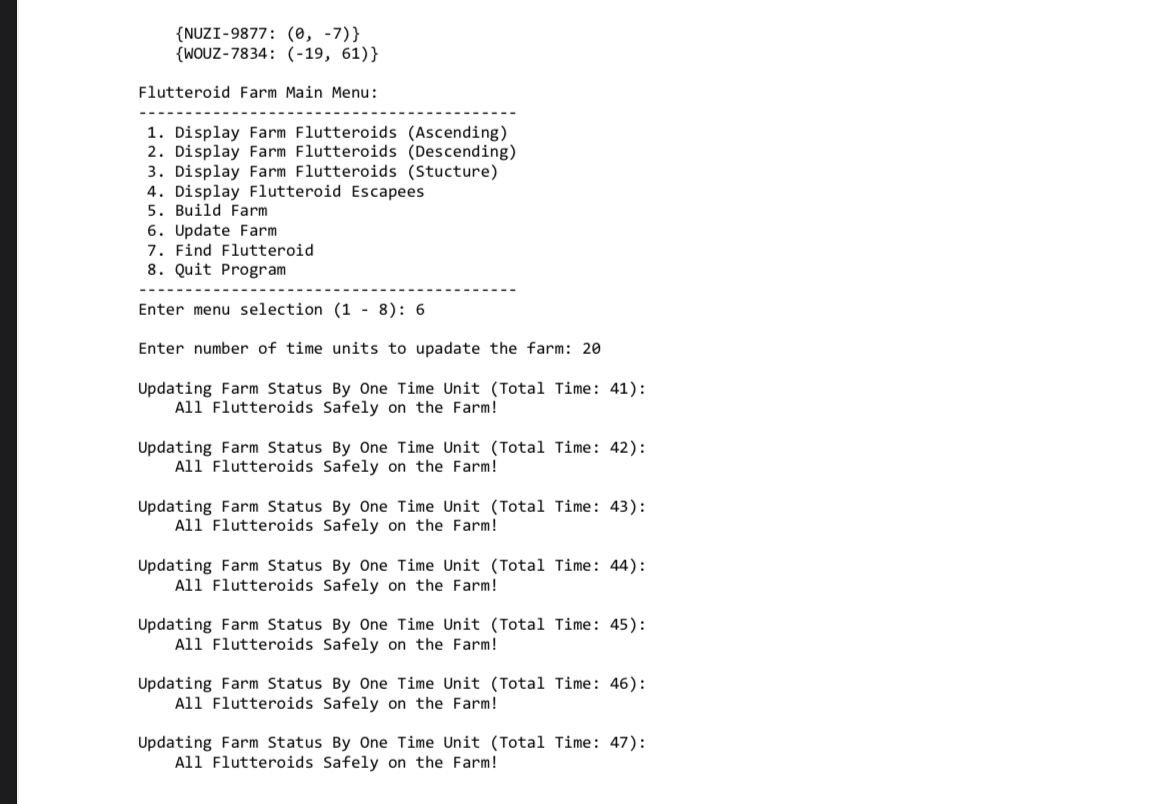 {NUZI-9877: (0, -7)}
{WOUZ-7834: (-19, 61)}
Flutteroid Farm Main Menu:
-----------------------------------------
1. Display Farm Flutteroids (Ascending)
2. Display Farm Flutteroids (Descending)
3. Display Farm Flutteroids (Stucture)
4. Display Flutteroid Escapees
5. Build Farm
6. Update Farm
7. Find Flutteroid
8. Quit Program
-----------------------------------------
Enter menu selection (1 - 8): 6
Enter number of time units to upadate the farm: 20
Updating Farm Status By One Time Unit (Total Time: 41):
All Flutteroids Safely on the Farm!
Updating Farm Status By One Time Unit (Total Time: 42):
All Flutteroids Safely on the Farm!
Updating Farm Status By One Time Unit (Total Time: 43):
All Flutteroids Safely on the Farm!
Updating Farm Status By One Time Unit (Total Time: 44):
All Flutteroids Safely on the Farm!
Updating Farm Status By One Time Unit (Total Time: 45):
All Flutteroids Safely on the Farm!
Updating Farm Status By One Time Unit (Total Time: 46):
All Flutteroids Safely on the Farm!
Updating Farm Status By One Time Unit (Total Time: 47):
All Flutteroids Safely on the Farm!